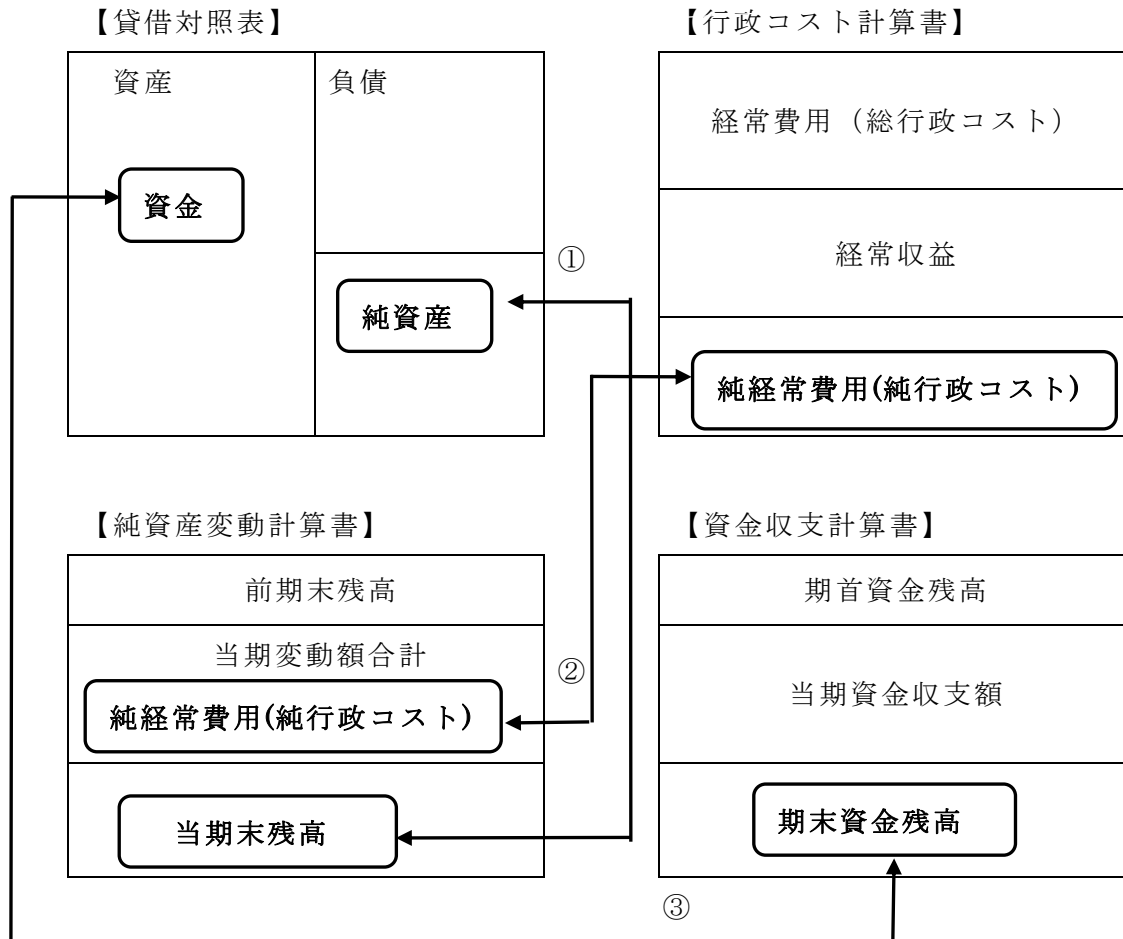 【貸借対照表】
資産
負債
資金
純資産
①
【行政コスト計算書】
経常費用（総行政コスト）
経常収益
純経常費用(純行政コスト)
【純資産変動計算書】
前期末残高
当期変動額合計
純経常費用(純行政コスト)
当期末残高
②
【資金収支計算書】
期首資金残高
当期資金収支額
期末資金残高
③